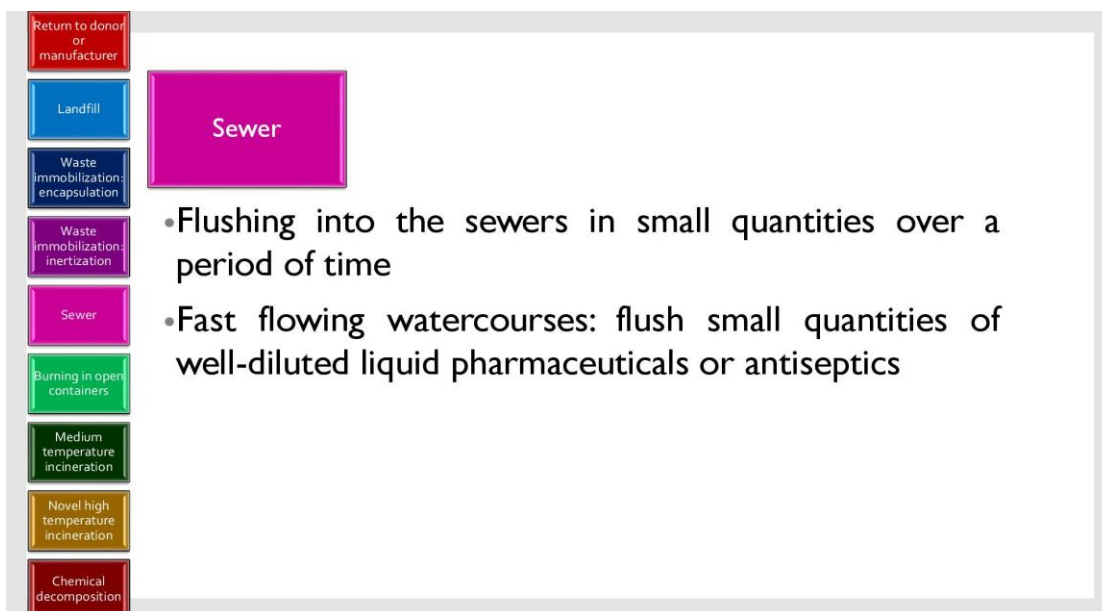 Return to donor
or
manufacturer
Landfill
Waste
immobilization:
encapsulation
Waste
immobilization:
inertization
Sewer
Burning in open
containers
Medium
temperature
incineration
Novel high
temperature
incineration
Chemical
decomposition
Sewer
•Flushing into the sewers in small quantities over a
period of time
•Fast flowing watercourses: flush small quantities of
well-diluted liquid pharmaceuticals or antiseptics